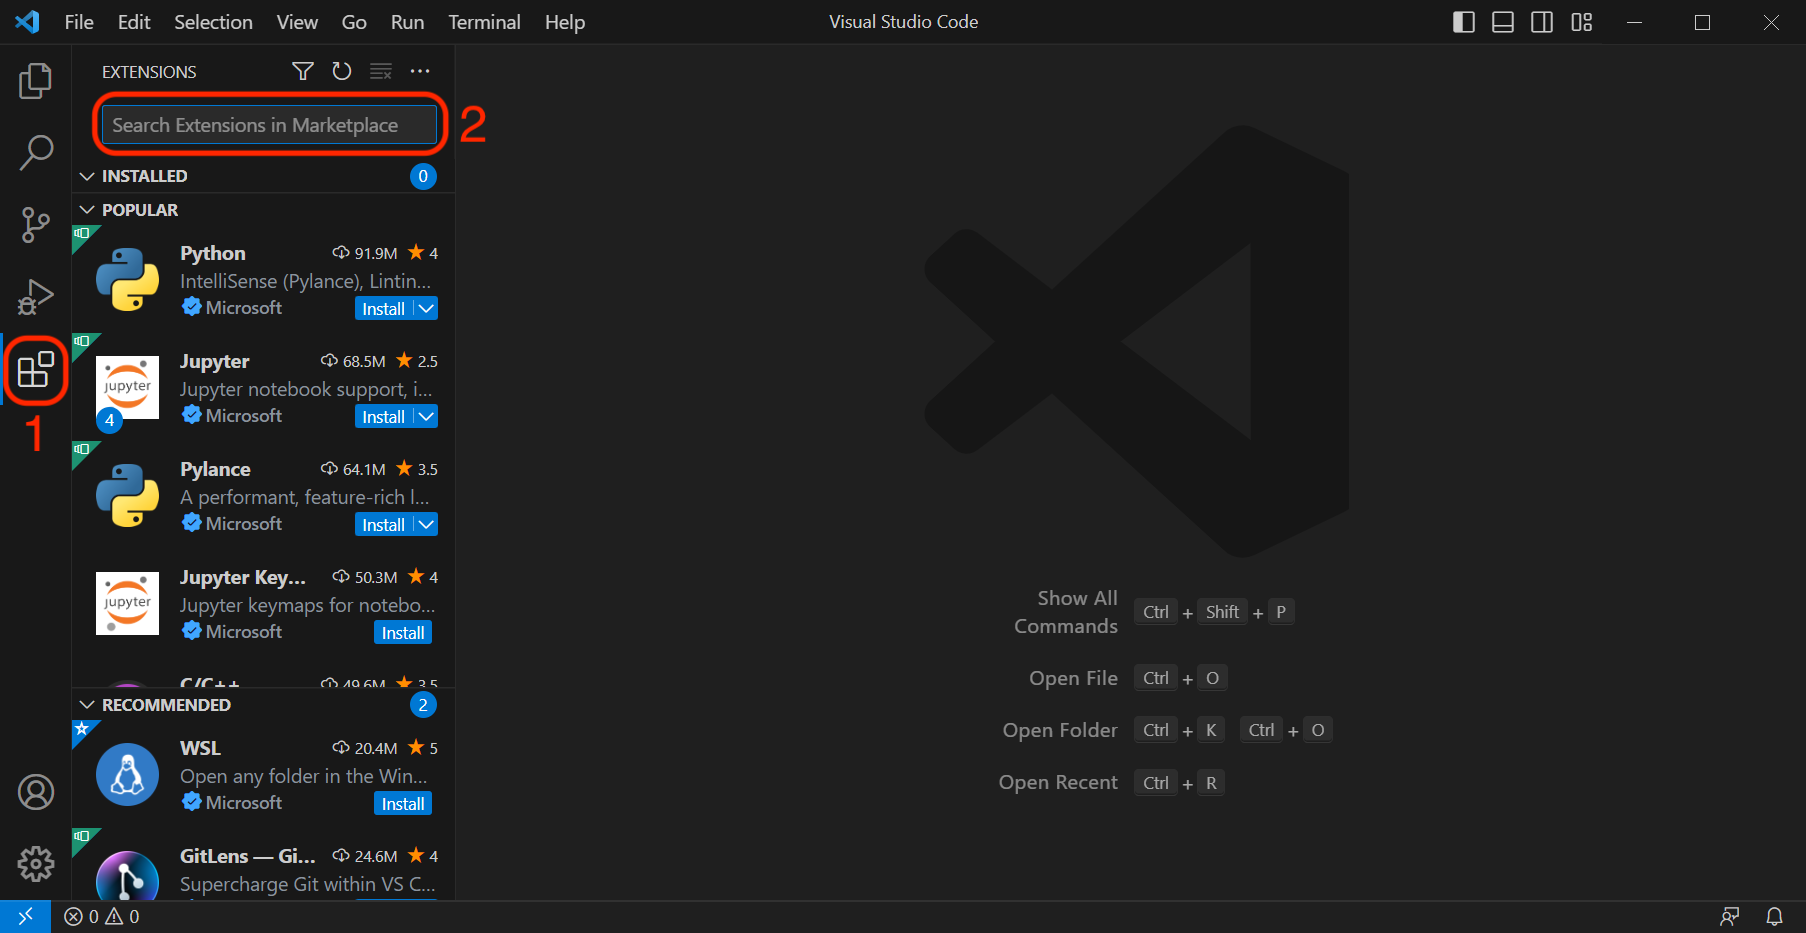 File Edit Selection View Go Run Terminal Help
Visual Studio Code
EXTENSIONS
Search Extensions in Marketplace
2
INSTALLED 0
POPULAR
Python 91.9M 4
IntelliSense (Pylance), Lintin...
Microsoft Install
Jupyter 68.5M 2.5
Jupyter notebook support, i...
Microsoft Install
jupyter
4
1
Pylance 64.1M 3.5
A performant, feature-rich l...
Microsoft Install
Jupyter Key... 50.3M 4
Jupyter keymaps for notebo...
Microsoft Install
jupyter
C/C++ 49.6M 3.5
RECOMMENDED 2
WSL 20.4M 5
Open any folder in the Win...
Microsoft Install
GitLens — Gi... 24.6M 4
Supercharge Git within VS C...
Show All
Commands
Ctrl + Shift + P
Open File Ctrl + O
Open Folder Ctrl + K Ctrl + O
Open Recent Ctrl + R
0 0